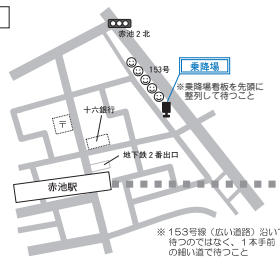 赤池2北
153号
乗降場
※乗降場看板を先頭に
整列して待つこと
十六銀行
〒
地下鉄2番出口
赤池駅
※153号線（広い道路）沿いで
待つのではなく、1本手前
の細い道で待つこと